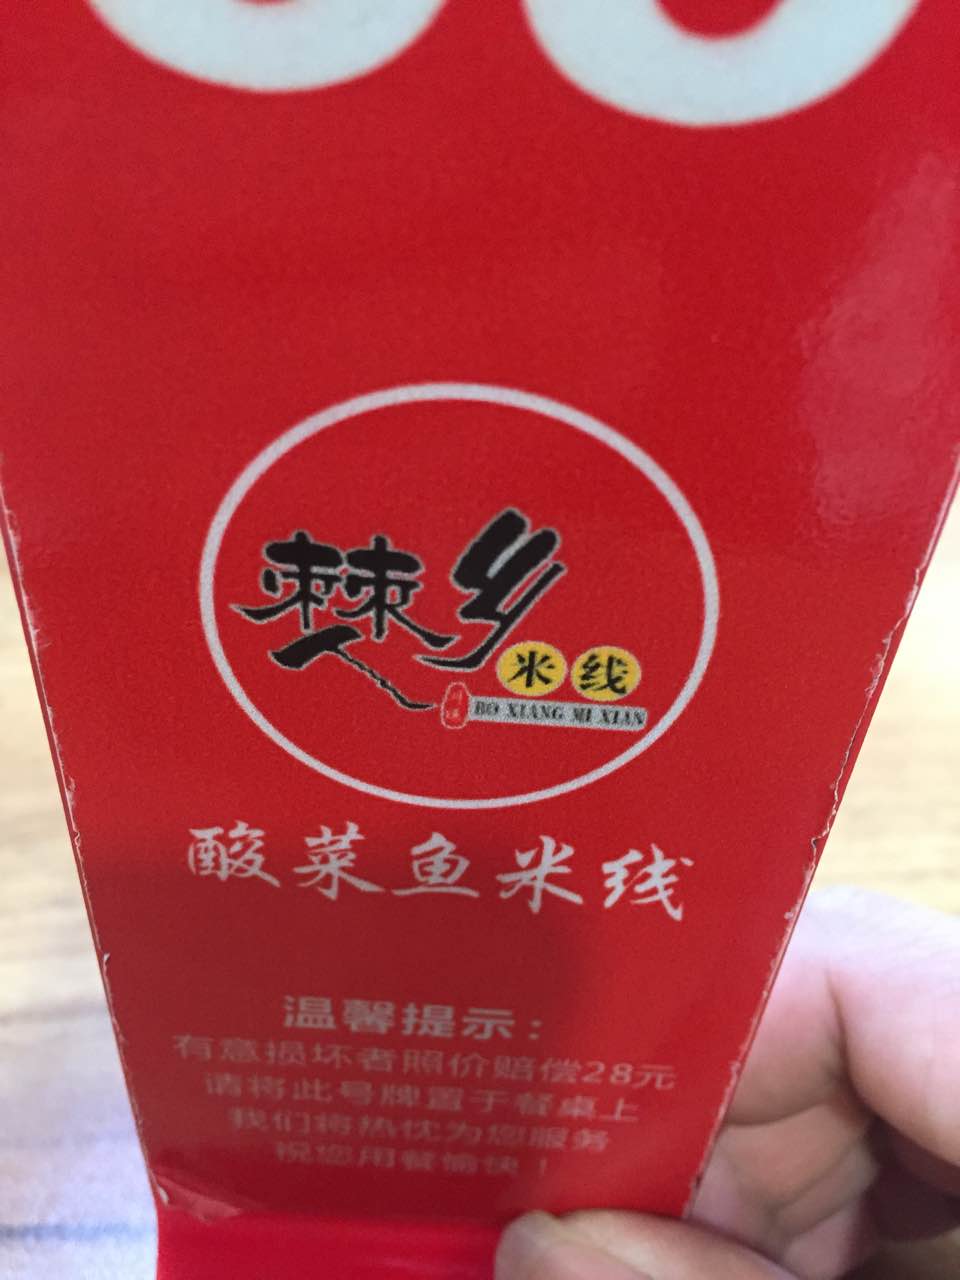 僰乡
米线
BO XIANG MI XIAN
酸菜鱼米线
温馨提示：
有意损坏者照价赔偿28元
请将此号牌置于餐桌上
我们将热忱为您服务
祝您用餐愉快！